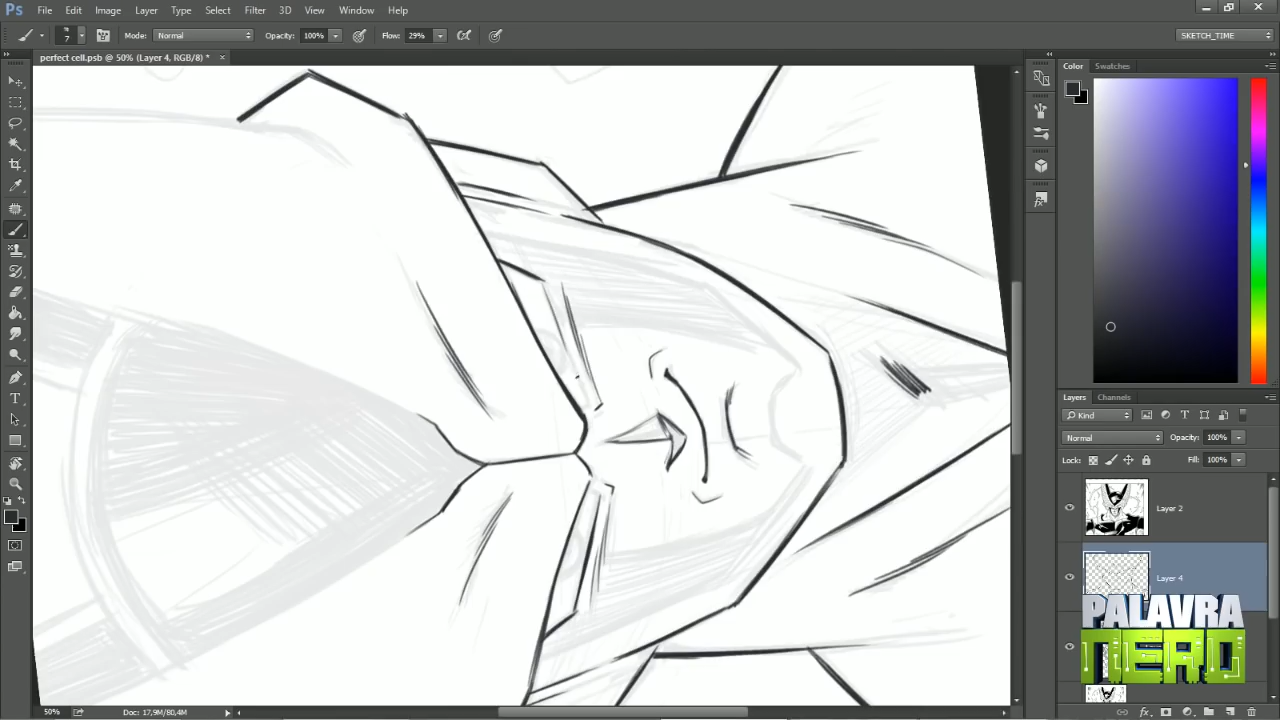 Ps File Edit Image Layer Type Select Filter 3D View Window Help
7 Mode: Normal Opacity: 100% Flow: 29% SKETCH_TIME
perfect cell.psb @ 50% (Layer 4, RGB/8) * ×
Color Swatches
Layers Channels
Kind
Normal Opacity: 100%
Lock: Fill: 100%
Layer 2
Layer 4
PALAVRA
NERD
50% Doc: 17,9M/80,4M